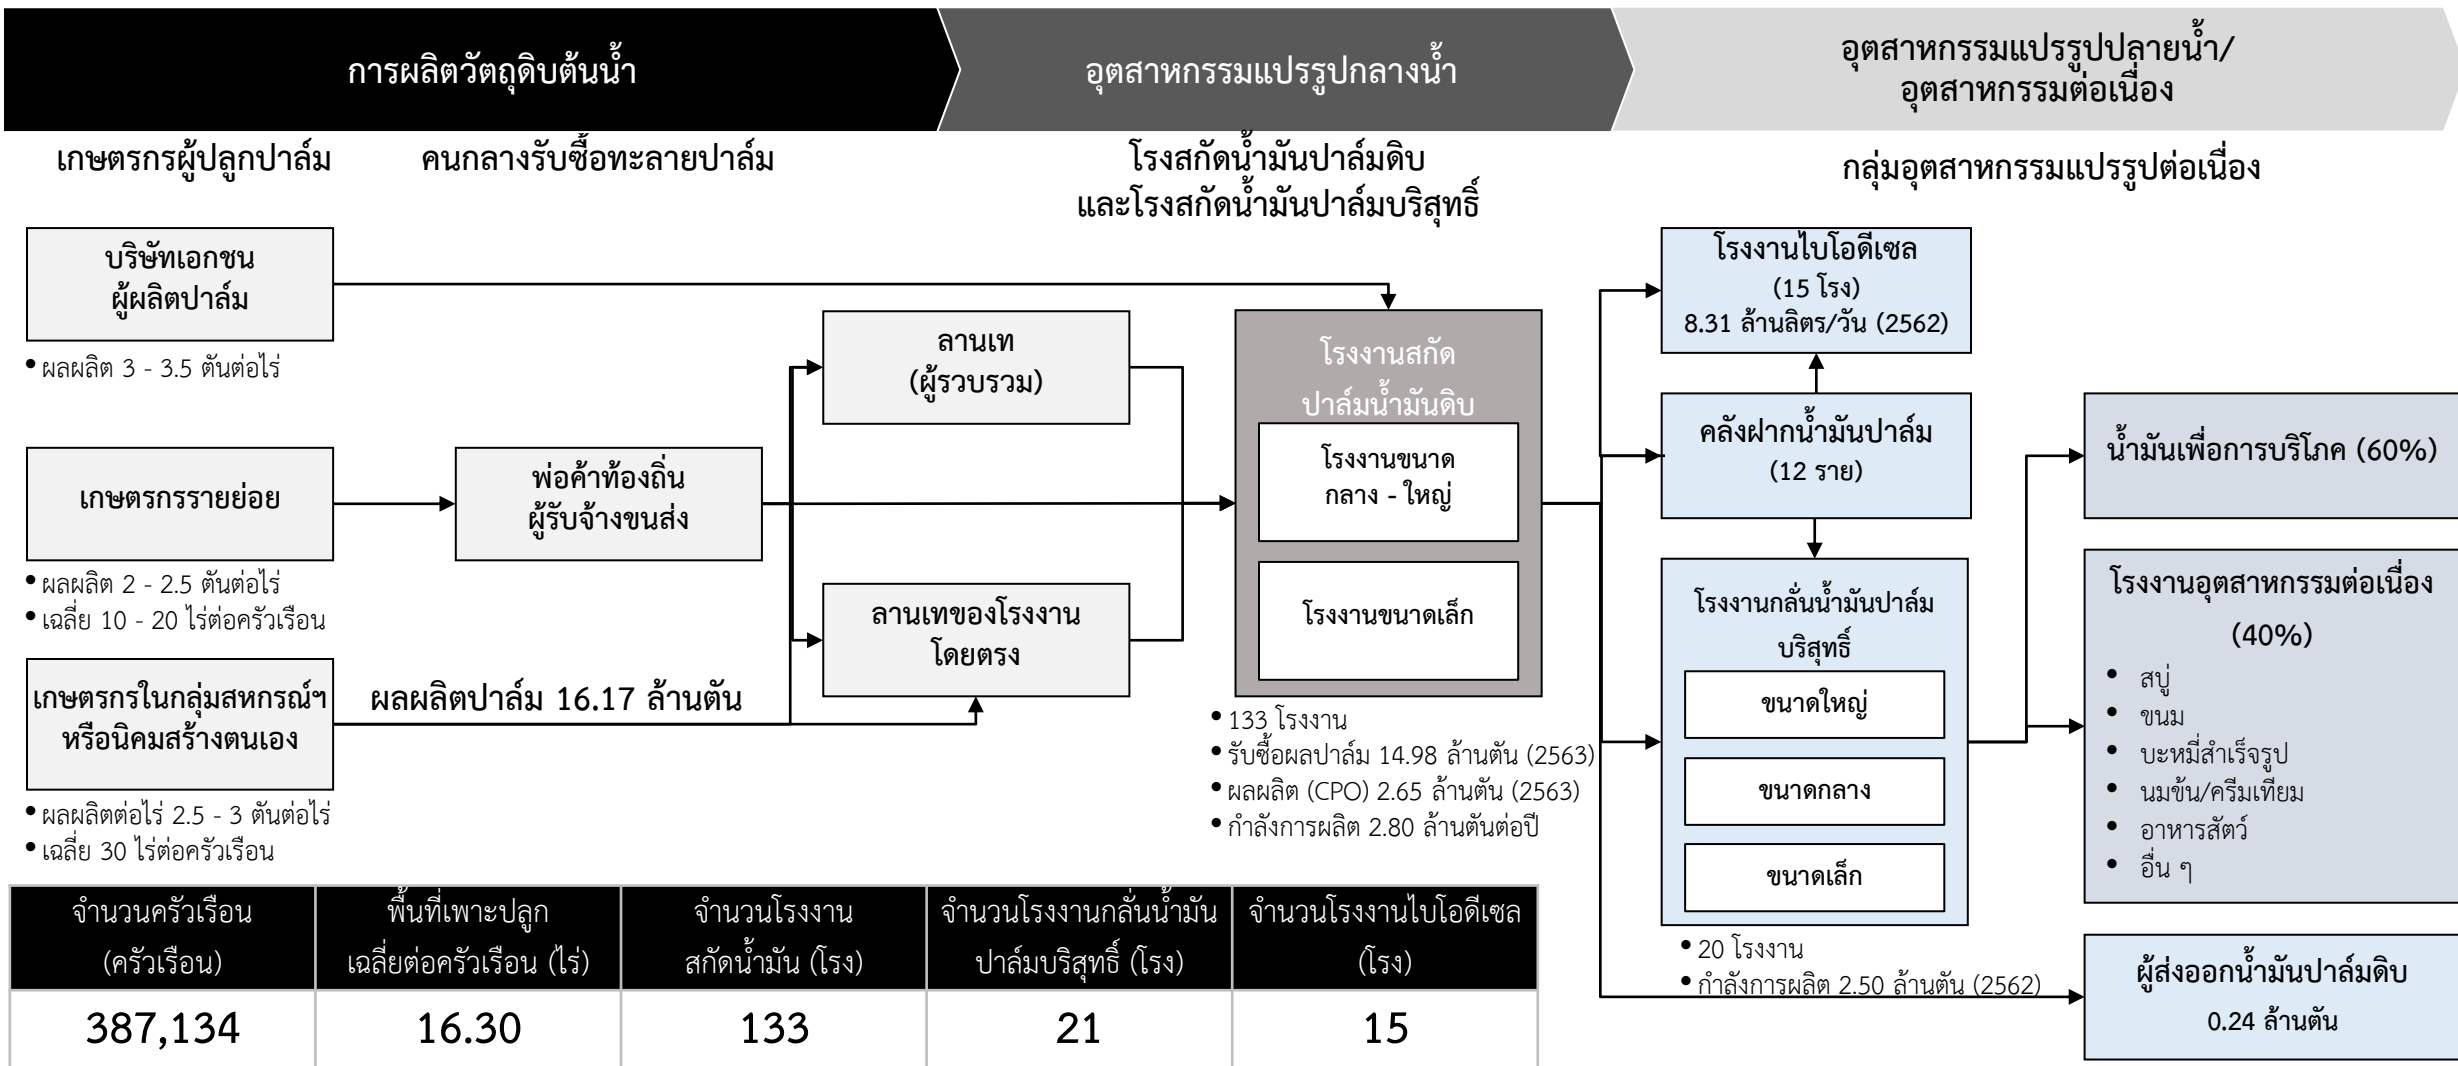 การผลิตวัตถุดิบต้นน้ำ
อุตสาหกรรมแปรรูปกลางน้ำ
อุตสาหกรรมแปรรูปปลายน้ำ/
อุตสาหกรรมต่อเนื่อง
เกษตรกรผู้ปลูกปาล์ม
คนกลางรับซื้อทะลายปาล์ม
โรงสกัดน้ำมันปาล์มดิบ
และโรงสกัดน้ำมันปาล์มบริสุทธิ์
กลุ่มอุตสาหกรรมแปรรูปต่อเนื่อง
บริษัทเอกชน
ผู้ผลิตปาล์ม
• ผลผลิต 3 - 3.5 ตันต่อไร่
เกษตรกรรายย่อย
• ผลผลิต 2 - 2.5 ตันต่อไร่
• เฉลี่ย 10 - 20 ไร่ต่อครัวเรือน
เกษตรกรในกลุ่มสหกรณ์ฯ
หรือนิคมสร้างตนเอง
• ผลผลิตต่อไร่ 2.5 - 3 ตันต่อไร่
• เฉลี่ย 30 ไร่ต่อครัวเรือน
พ่อค้าท้องถิ่น
ผู้รับจ้างขนส่ง
ผลผลิตปาล์ม 16.17 ล้านตัน
ลานเท
(ผู้รวบรวม)
ลานเทของโรงงาน
โดยตรง
โรงงานสกัด
ปาล์มน้ำมันดิบ
โรงงานขนาด
กลาง - ใหญ่
โรงงานขนาดเล็ก
• 133 โรงงาน
• รับซื้อผลปาล์ม 14.98 ล้านตัน (2563)
• ผลผลิต (CPO) 2.65 ล้านตัน (2563)
• กำลังการผลิต 2.80 ล้านตันต่อปี
โรงงานไบโอดีเซล
(15 โรง)
8.31 ล้านลิตร/วัน (2562)
คลังฝากน้ำมันปาล์ม
(12 ราย)
โรงงานกลั่นน้ำมันปาล์ม
บริสุทธิ์
ขนาดใหญ่
ขนาดกลาง
ขนาดเล็ก
• 20 โรงงาน
• กำลังการผลิต 2.50 ล้านตัน (2562)
น้ำมันเพื่อการบริโภค (60%)
โรงงานอุตสาหกรรมต่อเนื่อง
(40%)
• สบู่
• ขนม
• บะหมี่สำเร็จรูป
• นมข้น/ครีมเทียม
• อาหารสัตว์
• อื่น ๆ
ผู้ส่งออกน้ำมันปาล์มดิบ
0.24 ล้านตัน
จำนวนครัวเรือน
(ครัวเรือน)
พื้นที่เพาะปลูก
เฉลี่ยต่อครัวเรือน (ไร่)
จำนวนโรงงาน
สกัดน้ำมัน (โรง)
จำนวนโรงงานกลั่นน้ำมัน
ปาล์มบริสุทธิ์ (โรง)
จำนวนโรงงานไบโอดีเซล
(โรง)
387,134
16.30
133
21
15